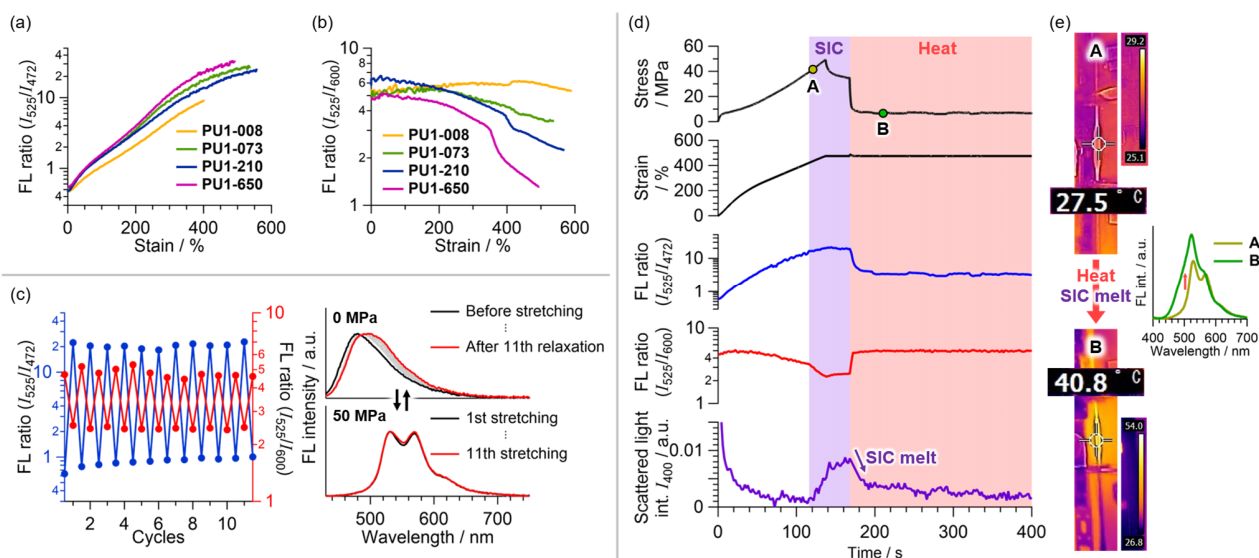 (a)
FL ratio (I525/I472)
4
2
10
4
2
1
4
PU1-008
PU1-073
PU1-210
PU1-650
0
200
400
600
Stain / %
(b)
FL ratio (I525/I600)
10
8
6
4
2
1
PU1-008
PU1-073
PU1-210
PU1-650
0
200
400
600
Strain / %
(c)
FL ratio (I525/I472)
4
2
10
4
2
1
4
2
4
6
8
10
Cycles
10
7
6
5
4
3
2
1
FL ratio (I525/I600)
FL intensity / a.u.
0 MPa
Before stretching
⋮
After 11th relaxation
50 MPa
1st stretching
⋮
11th stretching
500
600
700
Wavelength / nm
(d)
SIC
Heat
Stress
/ MPa
60
40
20
0
A
B
Strain
/ %
600
400
200
0
FL ratio
(I525/I472)
10
1
FL ratio
(I525/I600)
8
4
2
1
Scattered light
int. I400 / a.u.
0.01
0
SIC melt
0
100
200
300
400
Time / s
(e)
A
29.2
25.1
27.5 °C
Heat
SIC melt
FL int. / a.u.
A
B
400 500 600 700
Wavelength / nm
B
40.8 °C
54.0
26.8